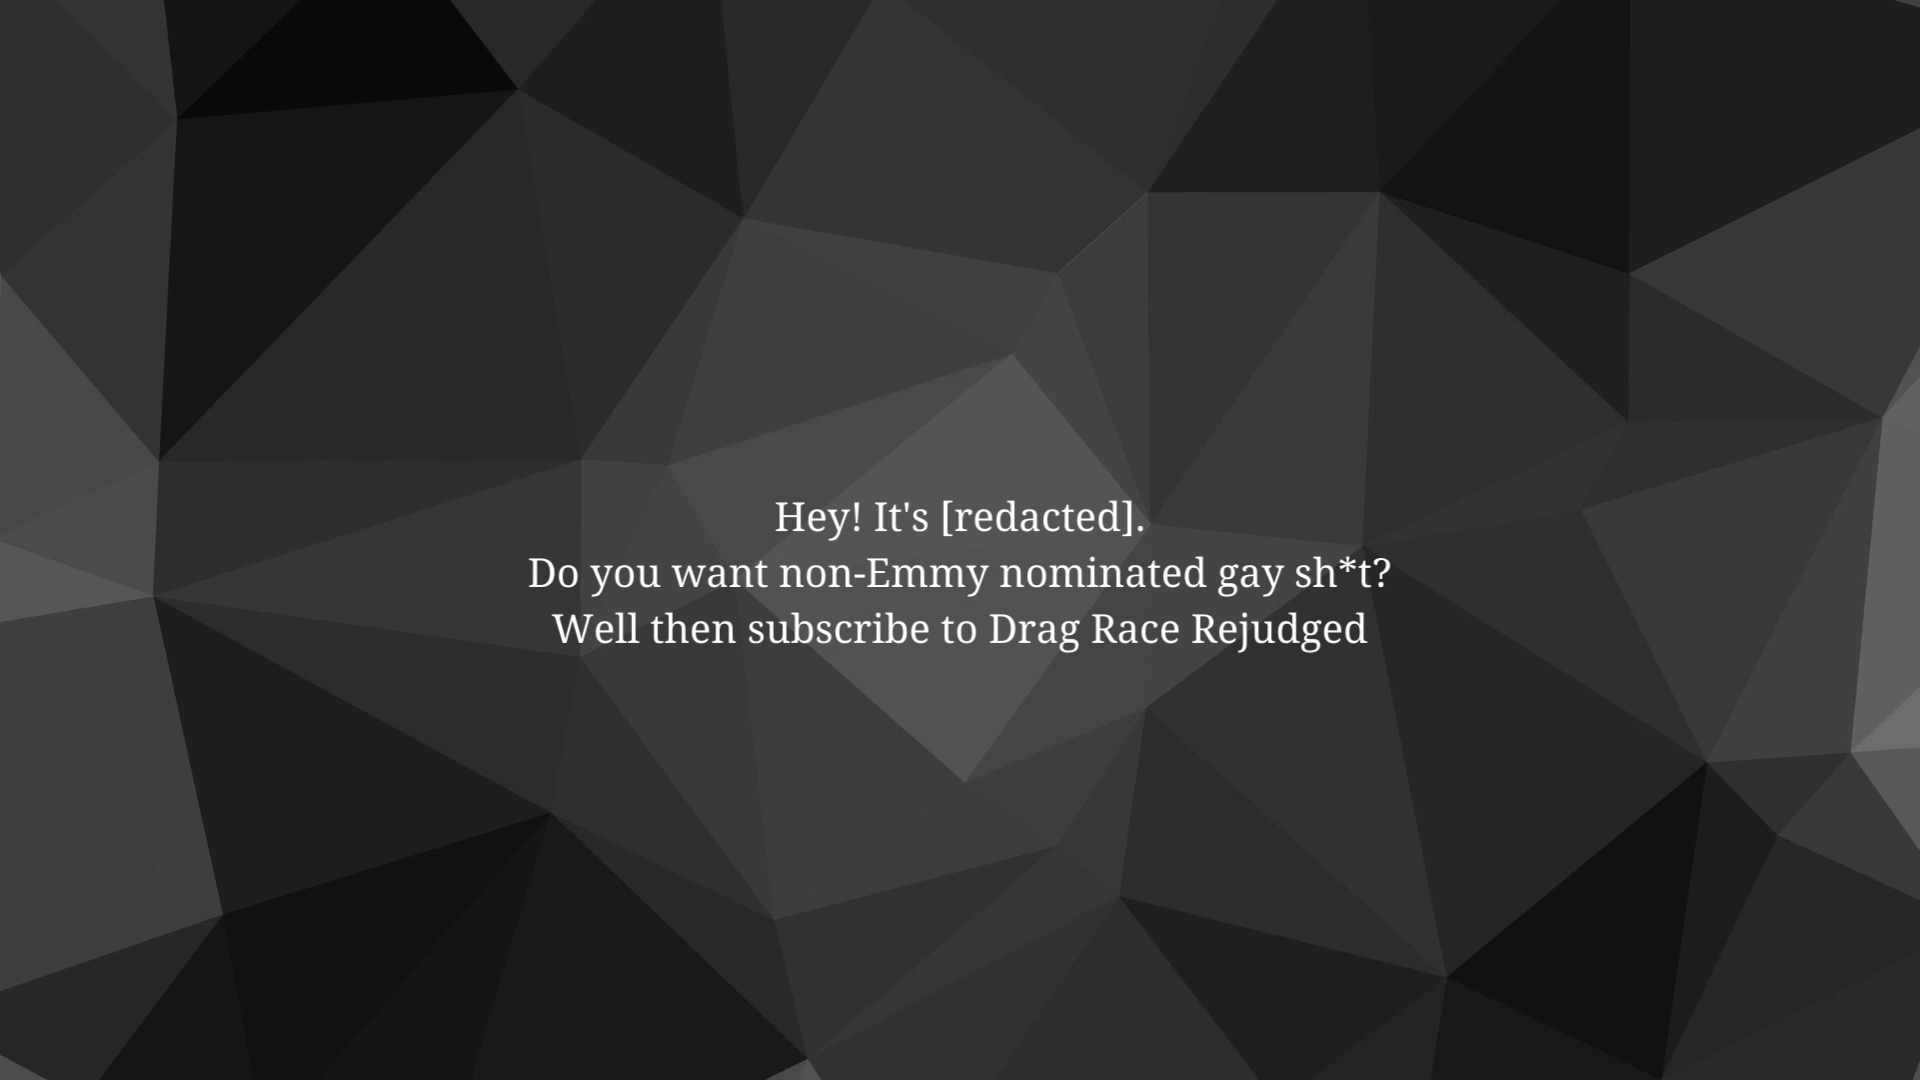 Hey! It's [redacted].
Do you want non-Emmy nominated gay sh*t?
Well then subscribe to Drag Race Rejudged